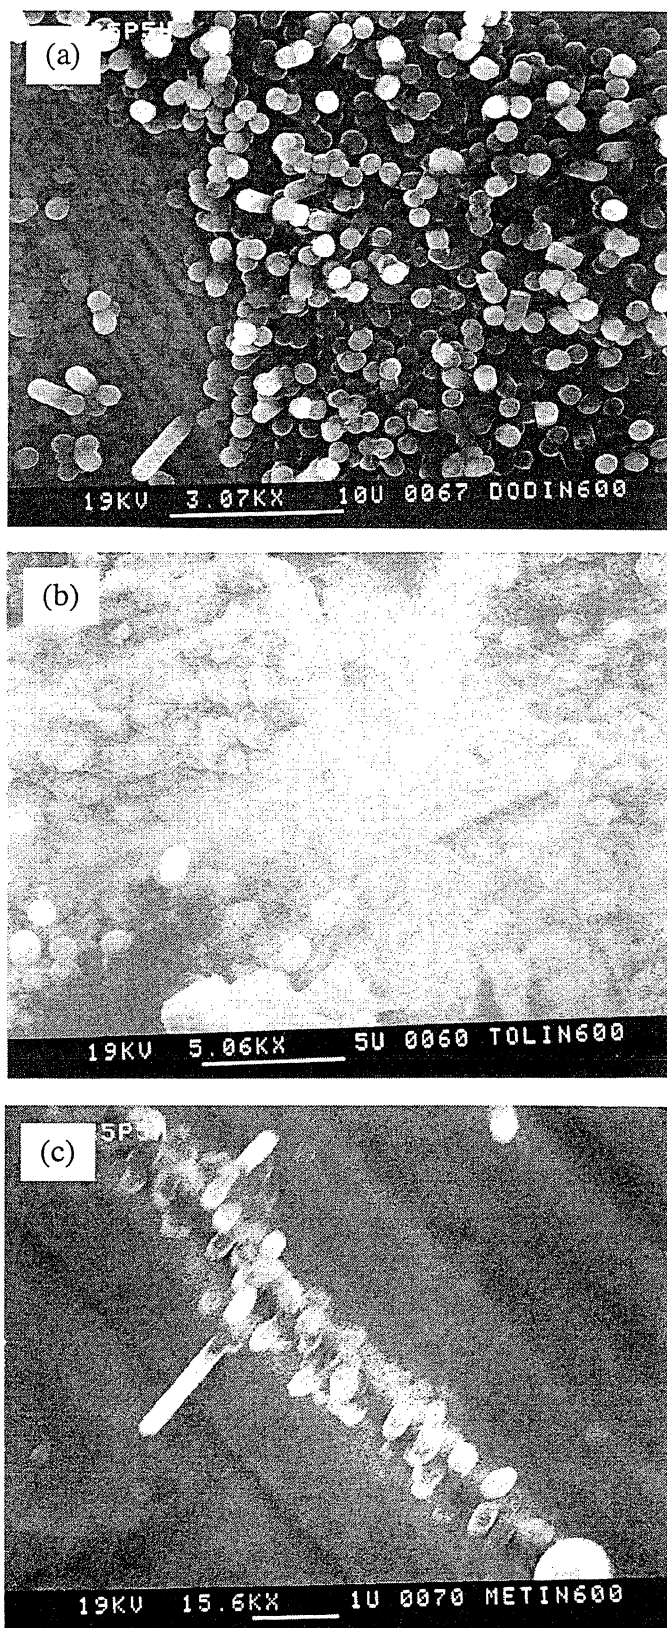 (a)
19KV 3.07KX 10U 0067 DODIN600
(b)
19KV 5.06KX 5U 0060 TOLIN600
(c)
19KV 15.6KX 1U 0070 METIN600